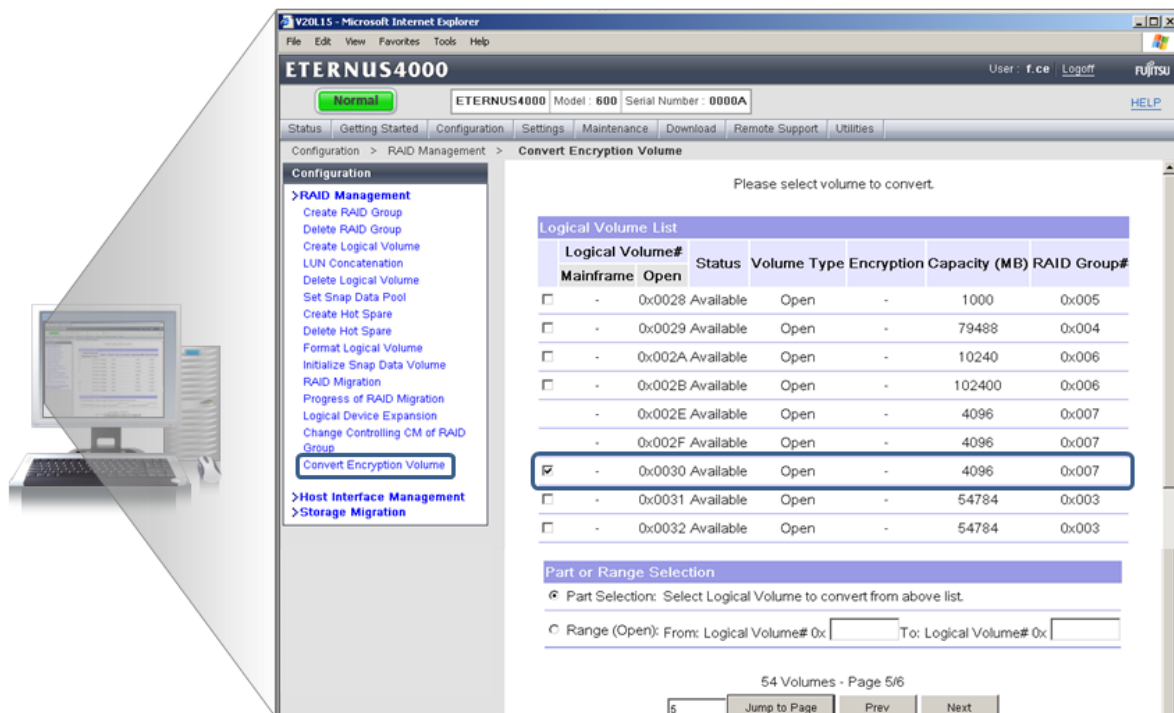 V20L15 - Microsoft Internet Explorer
File Edit View Favorites Tools Help
ETERNUS4000 User : f.ce Logoff FUJITSU
Normal ETERNUS4000 Model : 600 Serial Number : 0000A HELP
Status Getting Started Configuration Settings Maintenance Download Remote Support Utilities
Configuration > RAID Management > Convert Encryption Volume
Configuration
>RAID Management
Create RAID Group
Delete RAID Group
Create Logical Volume
LUN Concatenation
Delete Logical Volume
Set Snap Data Pool
Create Hot Spare
Delete Hot Spare
Format Logical Volume
Initialize Snap Data Volume
RAID Migration
Progress of RAID Migration
Logical Device Expansion
Change Controlling CM of RAID
Group
Convert Encryption Volume
>Host Interface Management
>Storage Migration
Please select volume to convert.
Logical Volume List
Logical Volume# Status Volume Type Encryption Capacity (MB) RAID Group#
Mainframe Open
- 0x0028 Available Open - 1000 0x005
- 0x0029 Available Open - 79488 0x004
- 0x002A Available Open - 10240 0x006
- 0x002B Available Open - 102400 0x006
- 0x002E Available Open - 4096 0x007
- 0x002F Available Open - 4096 0x007
- 0x0030 Available Open - 4096 0x007
- 0x0031 Available Open - 54784 0x003
- 0x0032 Available Open - 54784 0x003
Part or Range Selection
Part Selection: Select Logical Volume to convert from above list.
Range (Open): From: Logical Volume# 0x To: Logical Volume# 0x
54 Volumes - Page 5/6
5 Jump to Page Prev Next